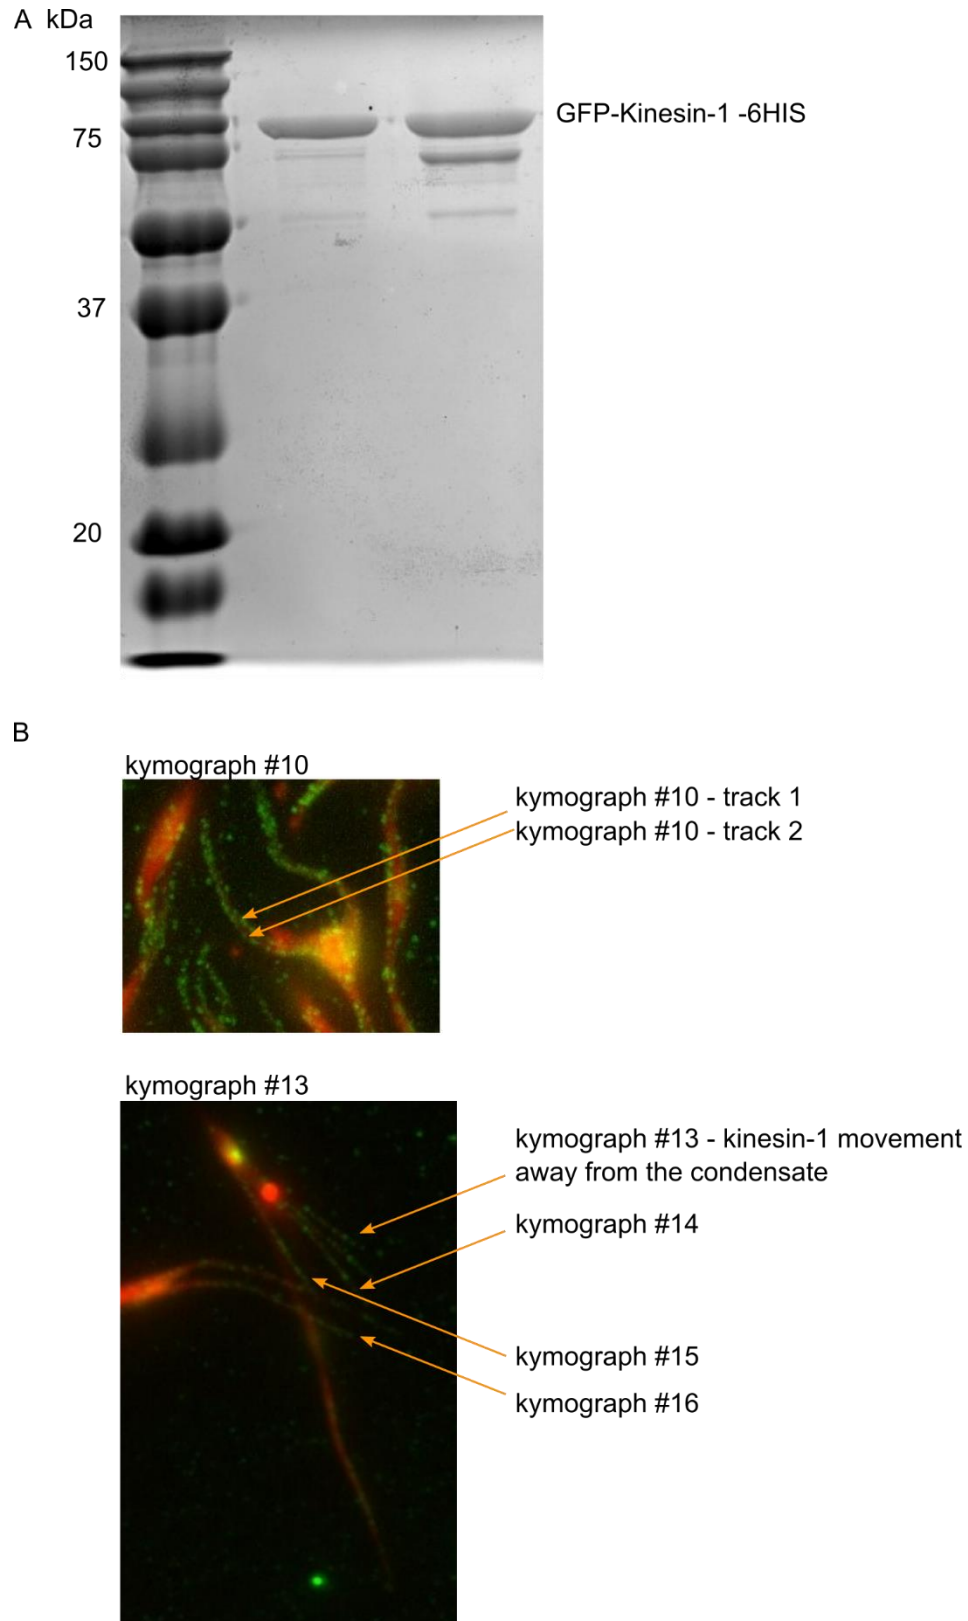 A kDa
150
75
37
20
GFP-Kinesin-1 -6HIS
B
kymograph #10
kymograph #10 - track 1
kymograph #10 - track 2
kymograph #13
kymograph #13 - kinesin-1 movement
away from the condensate
kymograph #14
kymograph #15
kymograph #16